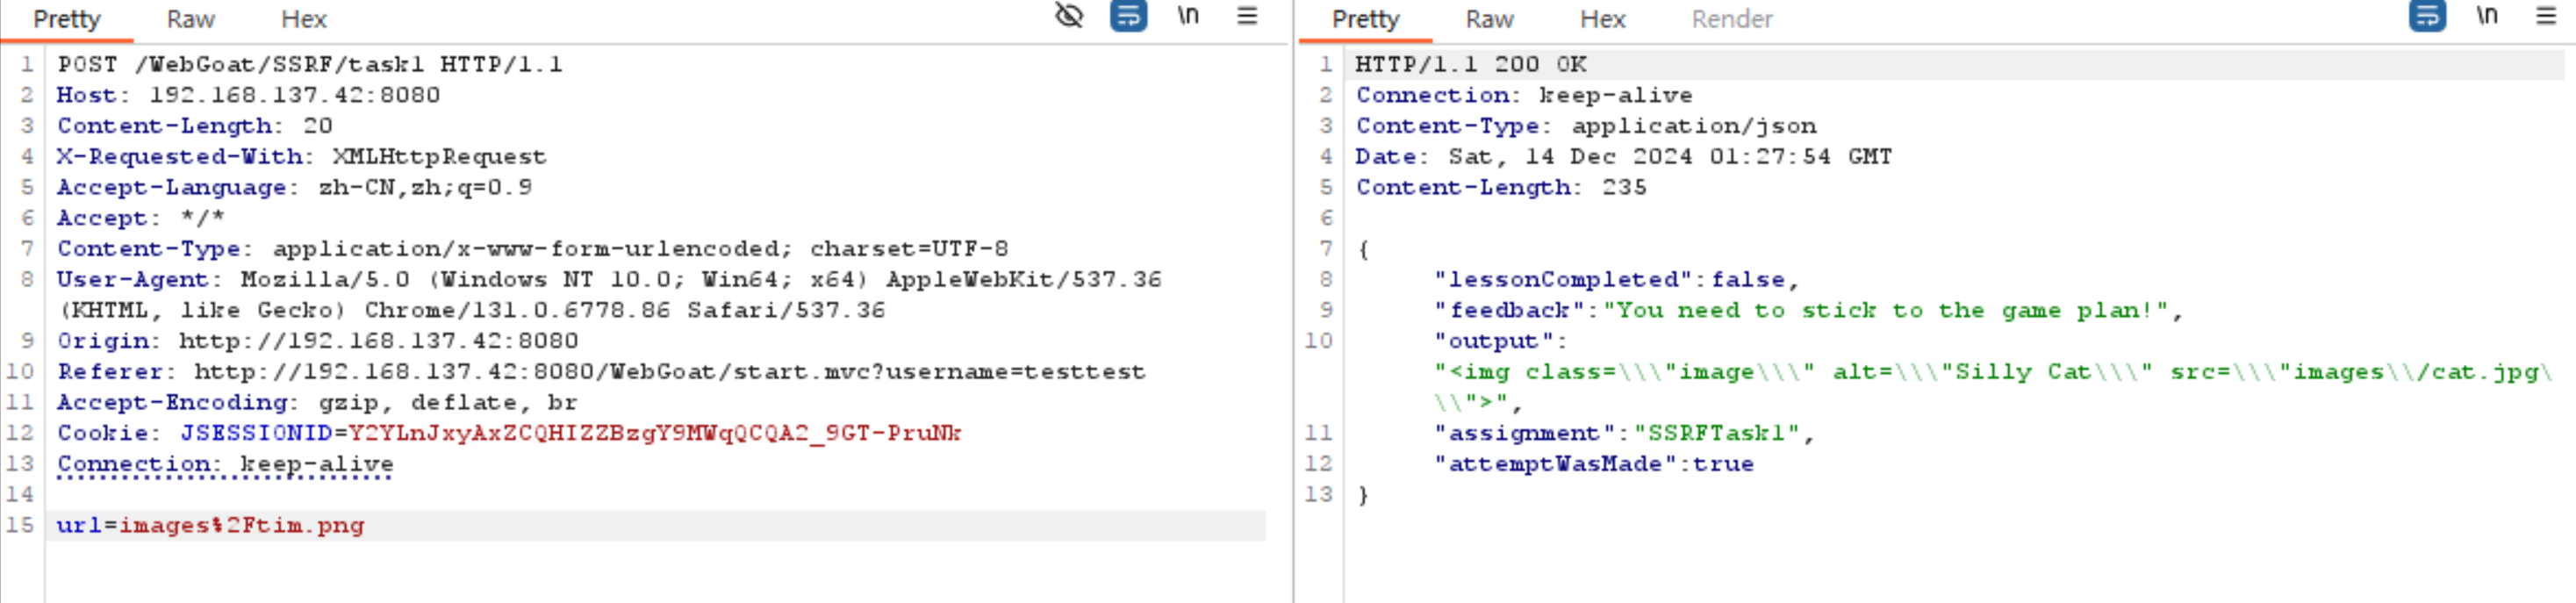 Pretty Raw Hex \n
1 POST /WebGoat/SSRF/task1 HTTP/1.1
2 Host: 192.168.137.42:8080
3 Content-Length: 20
4 X-Requested-With: XMLHttpRequest
5 Accept-Language: zh-CN,zh;q=0.9
6 Accept: */*
7 Content-Type: application/x-www-form-urlencoded; charset=UTF-8
8 User-Agent: Mozilla/5.0 (Windows NT 10.0; Win64; x64) AppleWebKit/537.36
(KHTML, like Gecko) Chrome/131.0.6778.86 Safari/537.36
9 Origin: http://192.168.137.42:8080
10 Referer: http://192.168.137.42:8080/WebGoat/start.mvc?username=testtest
11 Accept-Encoding: gzip, deflate, br
12 Cookie: JSESSIONID=Y2YLnJxyAxZCQHIZZBzgY9MWqQCQA2_9GT-PruNk
13 Connection: keep-alive
14
15 url=images%2Ftim.png
Pretty Raw Hex Render \n
1 HTTP/1.1 200 OK
2 Connection: keep-alive
3 Content-Type: application/json
4 Date: Sat, 14 Dec 2024 01:27:54 GMT
5 Content-Length: 235
6
7 {
8 "lessonCompleted":false,
9 "feedback":"You need to stick to the game plan!",
10 "output":
"<img class=\\\"image\\\" alt=\\\"Silly Cat\\\" src=\\\"images\\/cat.jpg\
\\">",
11 "assignment":"SSRFTask1",
12 "attemptWasMade":true
13 }